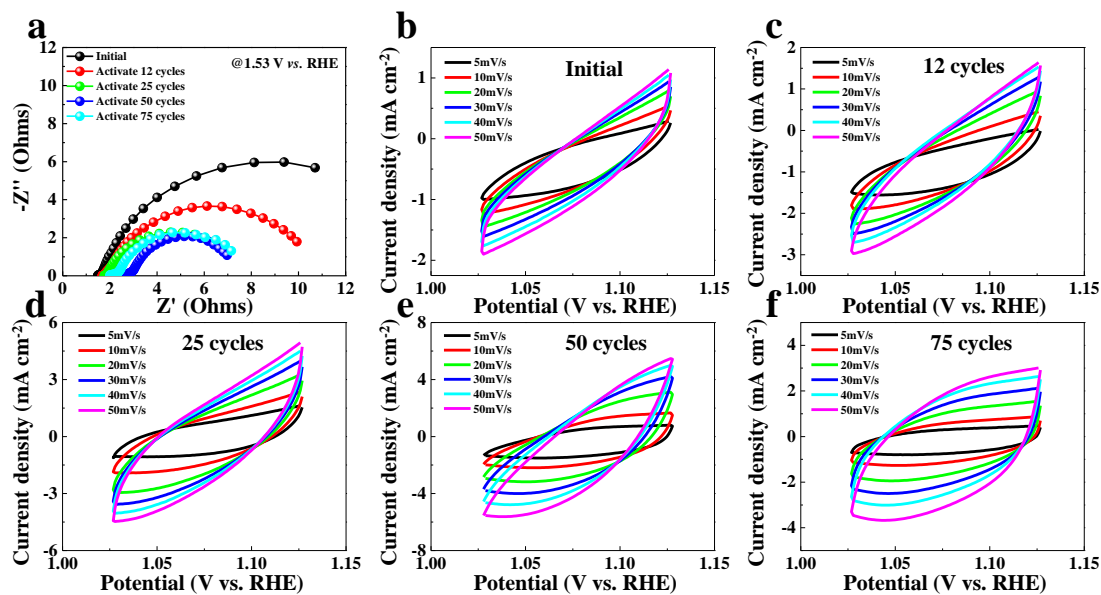 a
12
10
8
6
4
2
0
-Z'' (Ohms)
Initial
Activate 12 cycles
Activate 25 cycles
Activate 50 cycles
Activate 75 cycles
@1.53 V vs. RHE
0 2 4 6 8 10 12
Z' (Ohms)
b
Initial
5mV/s
10mV/s
20mV/s
30mV/s
40mV/s
50mV/s
1
0
-1
-2
Current density (mA cm-2)
1.00 1.05 1.10 1.15
Potential (V vs. RHE)
c
12 cycles
5mV/s
10mV/s
20mV/s
30mV/s
40mV/s
50mV/s
2
1
0
-1
-2
-3
Current density (mA cm-2)
1.00 1.05 1.10 1.15
Potential (V vs. RHE)
d
25 cycles
5mV/s
10mV/s
20mV/s
30mV/s
40mV/s
50mV/s
6
3
0
-3
-6
Current density (mA cm-2)
1.00 1.05 1.10 1.15
Potential (V vs. RHE)
e
50 cycles
5mV/s
10mV/s
20mV/s
30mV/s
40mV/s
50mV/s
8
4
0
-4
-8
Current density (mA cm-2)
1.00 1.05 1.10 1.15
Potential (V vs. RHE)
f
75 cycles
5mV/s
10mV/s
20mV/s
30mV/s
40mV/s
50mV/s
4
2
0
-2
-4
Current density (mA cm-2)
1.00 1.05 1.10 1.15
Potential (V vs. RHE)